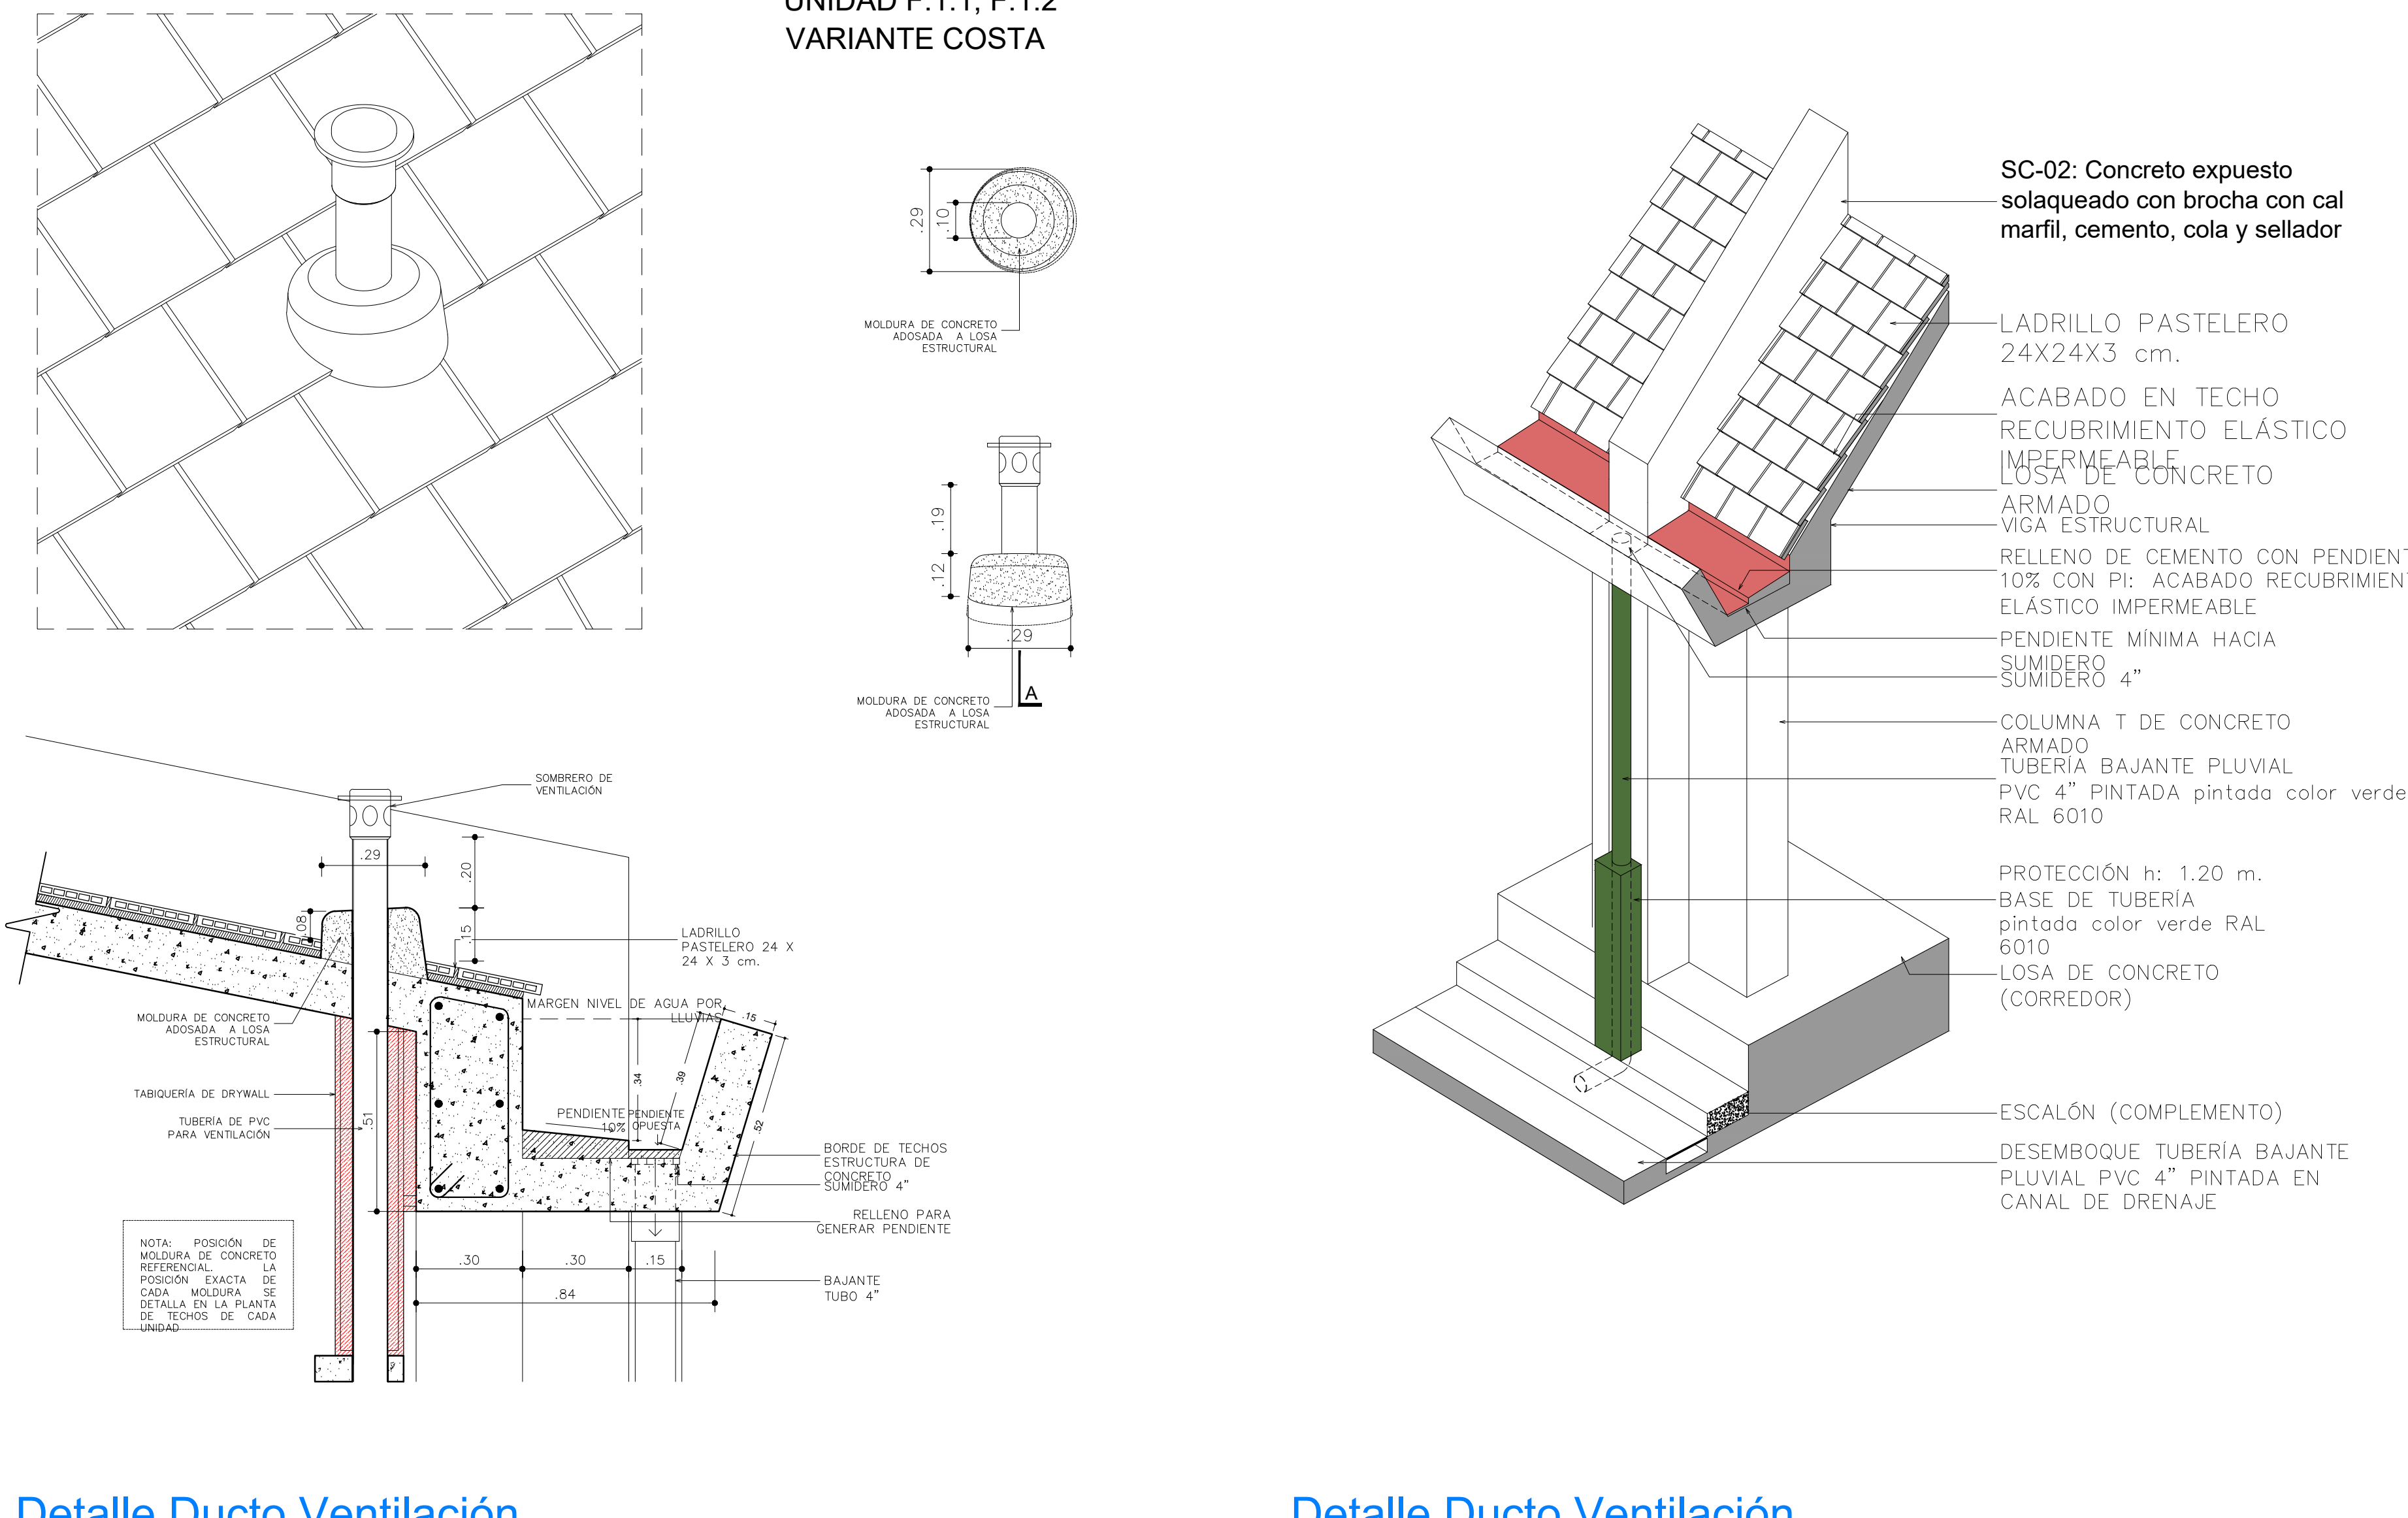 UNIDAD F.1.1, F.1.2
VARIANTE COSTA
.29
.10
MOLDURA DE CONCRETO
ADOSADA A LOSA
ESTRUCTURAL
.19
.12
.29
A
MOLDURA DE CONCRETO
ADOSADA A LOSA
ESTRUCTURAL
SOMBRERO DE
VENTILACIÓN
.29
.20
.08
.15
LADRILLO
PASTELERO 24 X
24 X 3 cm.
MARGEN NIVEL DE AGUA POR
LLUVIAS
.15
MOLDURA DE CONCRETO
ADOSADA A LOSA
ESTRUCTURAL
.34
.39
.52
TABIQUERÍA DE DRYWALL
TUBERÍA DE PVC
PARA VENTILACIÓN
.51
PENDIENTE
10%
PENDIENTE
OPUESTA
BORDE DE TECHOS
ESTRUCTURA DE
CONCRETO
SUMIDERO 4"
RELLENO PARA
GENERAR PENDIENTE
.30
.30
.15
.84
BAJANTE
TUBO 4"
NOTA: POSICIÓN DE
MOLDURA DE CONCRETO
REFERENCIAL. LA
POSICIÓN EXACTA DE
CADA MOLDURA SE
DETALLA EN LA PLANTA
DE TECHOS DE CADA
UNIDAD
Detalle Ducto Ventilación
SC-02: Concreto expuesto
solaqueado con brocha con cal
marfil, cemento, cola y sellador
LADRILLO PASTELERO
24X24X3 cm.
ACABADO EN TECHO
RECUBRIMIENTO ELÁSTICO
IMPERMEABLE
LOSA DE CONCRETO
ARMADO
VIGA ESTRUCTURAL
RELLENO DE CEMENTO CON PENDIENT
10% CON PI: ACABADO RECUBRIMIEN
ELÁSTICO IMPERMEABLE
PENDIENTE MÍNIMA HACIA
SUMIDERO
SUMIDERO 4"
COLUMNA T DE CONCRETO
ARMADO
TUBERÍA BAJANTE PLUVIAL
PVC 4" PINTADA pintada color verde
RAL 6010
PROTECCIÓN h: 1.20 m.
BASE DE TUBERÍA
pintada color verde RAL
6010
LOSA DE CONCRETO
(CORREDOR)
ESCALÓN (COMPLEMENTO)
DESEMBOQUE TUBERÍA BAJANTE
PLUVIAL PVC 4" PINTADA EN
CANAL DE DRENAJE
Detalle Ducto Ventilación